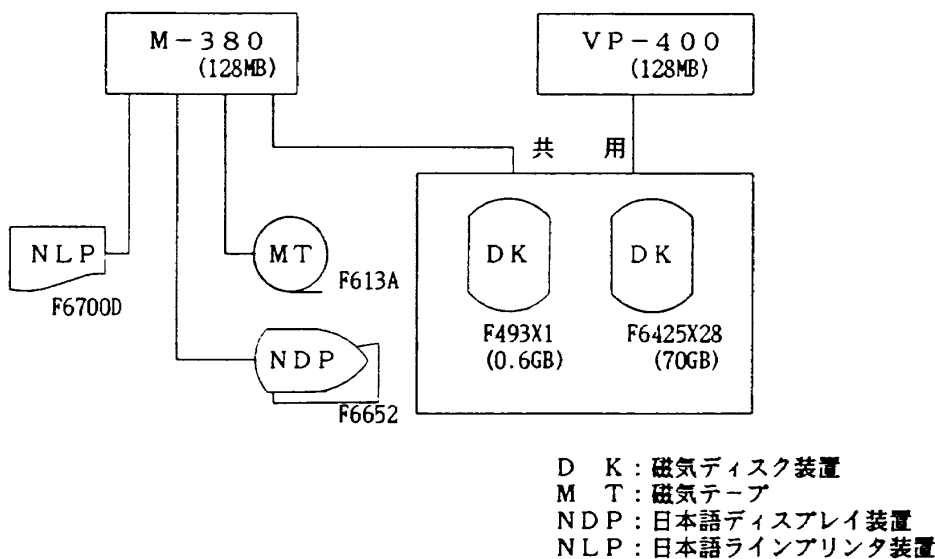 M-380
(128MB)
VP-400
(128MB)
共 用
NLP
F6700D
MT
F613A
NDP
F6652
DK
F493X1
(0.6GB)
DK
F6425X28
(70GB)
D K:磁気ディスク装置
M T:磁気テープ
NDP:日本語ディスプレイ装置
NLP:日本語ラインプリンタ装置